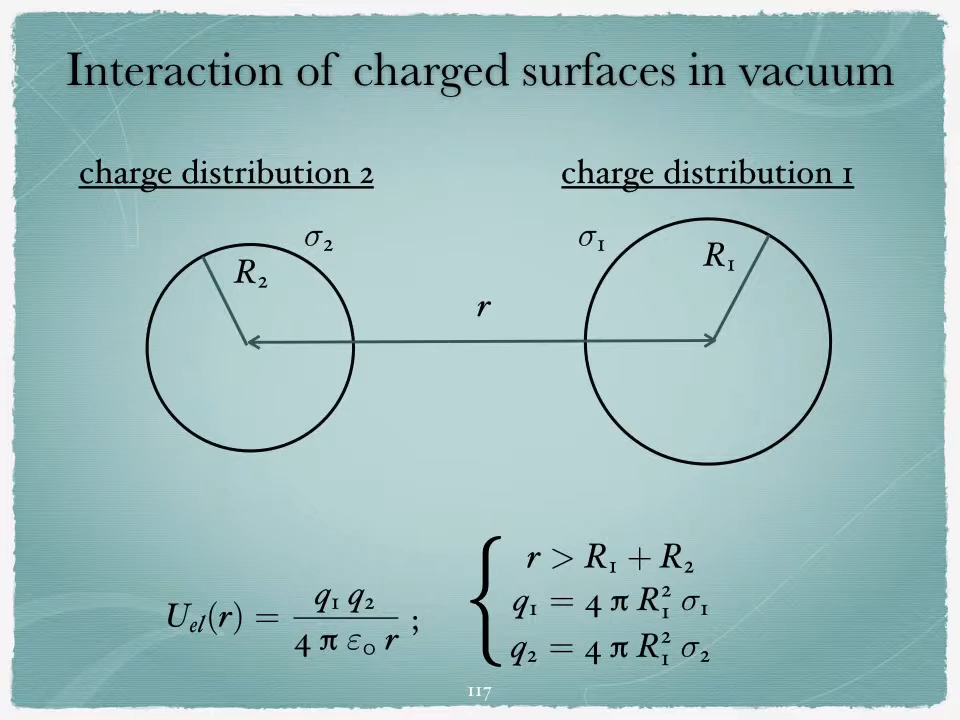 Interaction of charged surfaces in vacuum
charge distribution 2
charge distribution 1
σ₂
σ₁
R₂
R₁
r
r > R₁ + R₂
U_el(r) = q₁ q₂ / 4 π ε₀ r ;
q₁ = 4 π R₁² σ₁
q₂ = 4 π R₁² σ₂
117